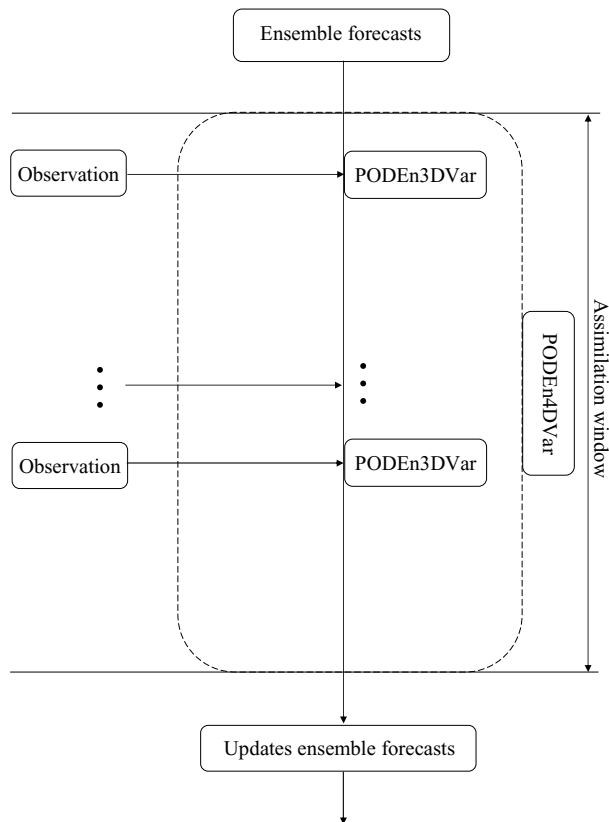 Ensemble forecasts
Observation
PODEn3DVar
PODEn4DVar
Assimilation window
Observation
PODEn3DVar
Updates ensemble forecasts